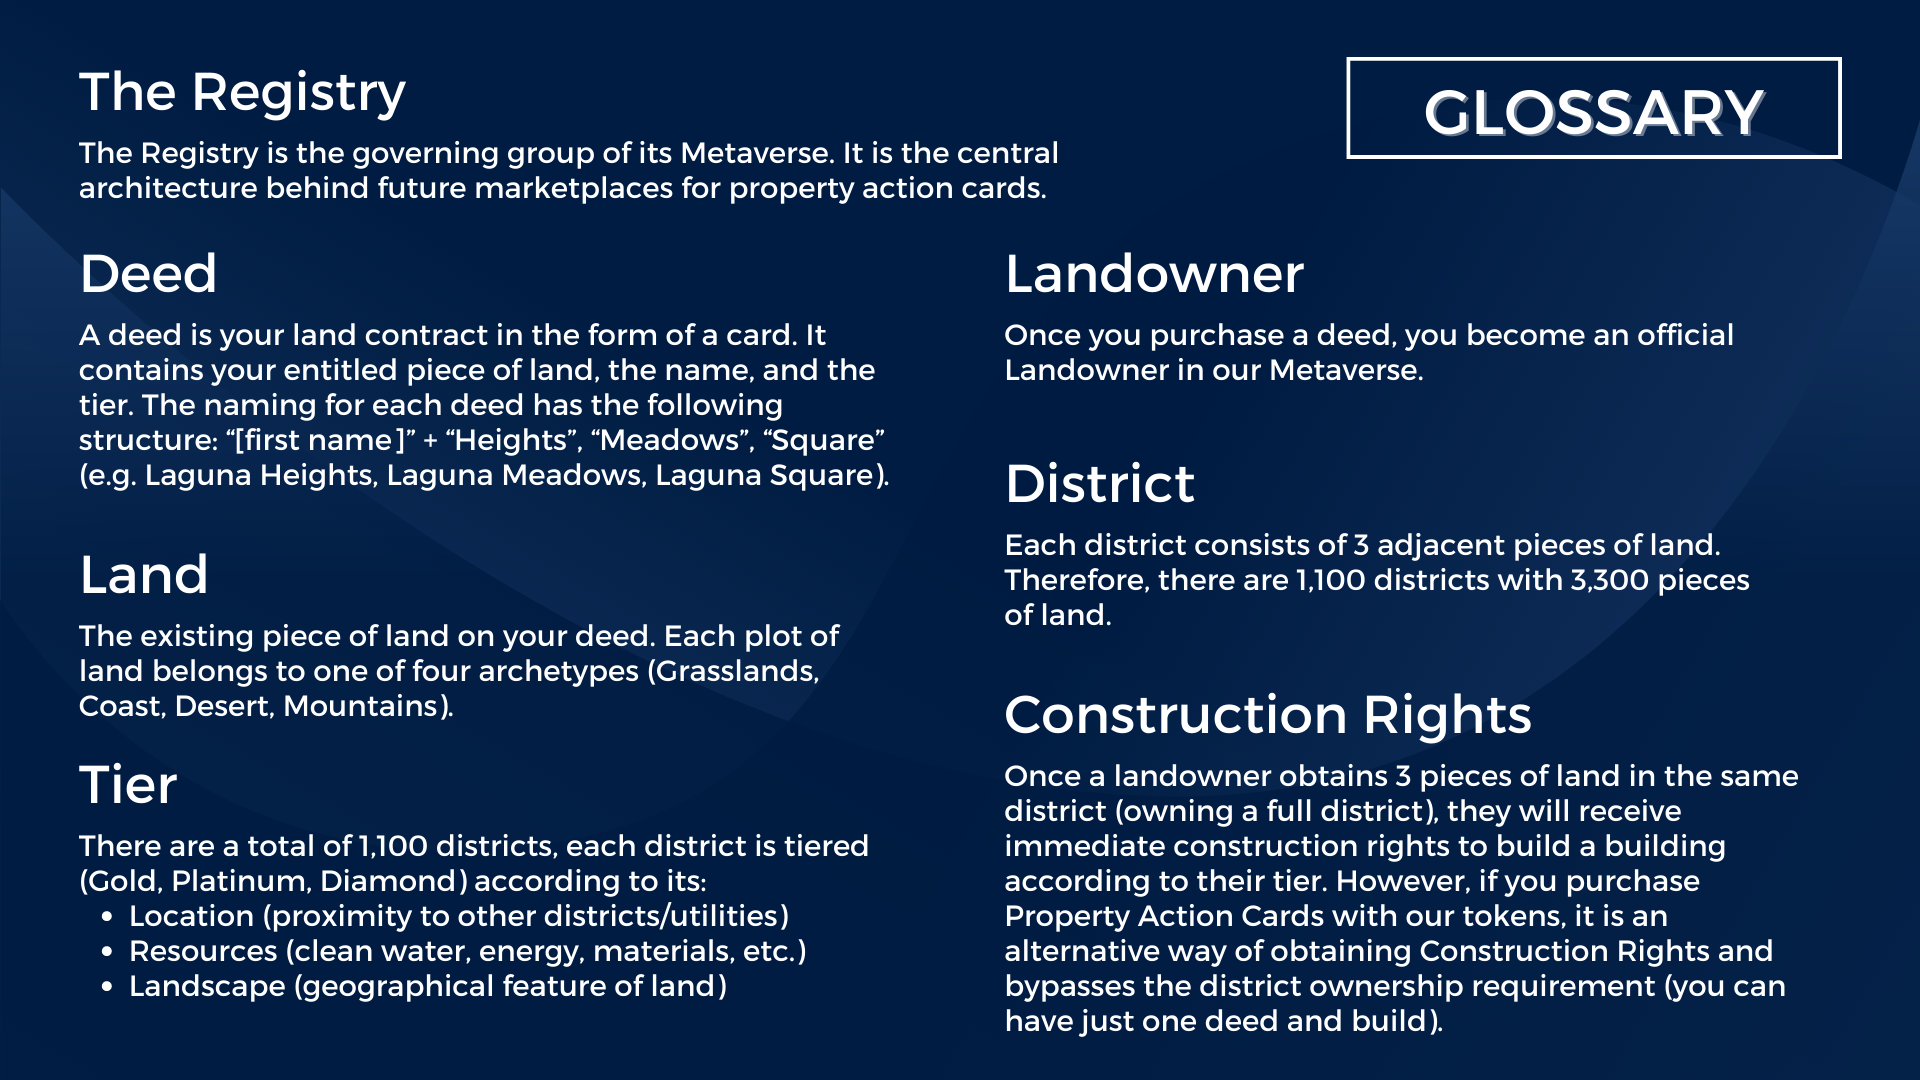 GLOSSARY
The Registry
The Registry is the governing group of its Metaverse. It is the central
architecture behind future marketplaces for property action cards.
Deed
A deed is your land contract in the form of a card. It
contains your entitled piece of land, the name, and the
tier. The naming for each deed has the following
structure: “[first name]” + “Heights”, “Meadows”, “Square”
(e.g. Laguna Heights, Laguna Meadows, Laguna Square).
Land
The existing piece of land on your deed. Each plot of
land belongs to one of four archetypes (Grasslands,
Coast, Desert, Mountains).
Tier
There are a total of 1,100 districts, each district is tiered
(Gold, Platinum, Diamond) according to its:
• Location (proximity to other districts/utilities)
• Resources (clean water, energy, materials, etc.)
• Landscape (geographical feature of land)
Landowner
Once you purchase a deed, you become an official
Landowner in our Metaverse.
District
Each district consists of 3 adjacent pieces of land.
Therefore, there are 1,100 districts with 3,300 pieces
of land.
Construction Rights
Once a landowner obtains 3 pieces of land in the same
district (owning a full district), they will receive
immediate construction rights to build a building
according to their tier. However, if you purchase
Property Action Cards with our tokens, it is an
alternative way of obtaining Construction Rights and
bypasses the district ownership requirement (you can
have just one deed and build).